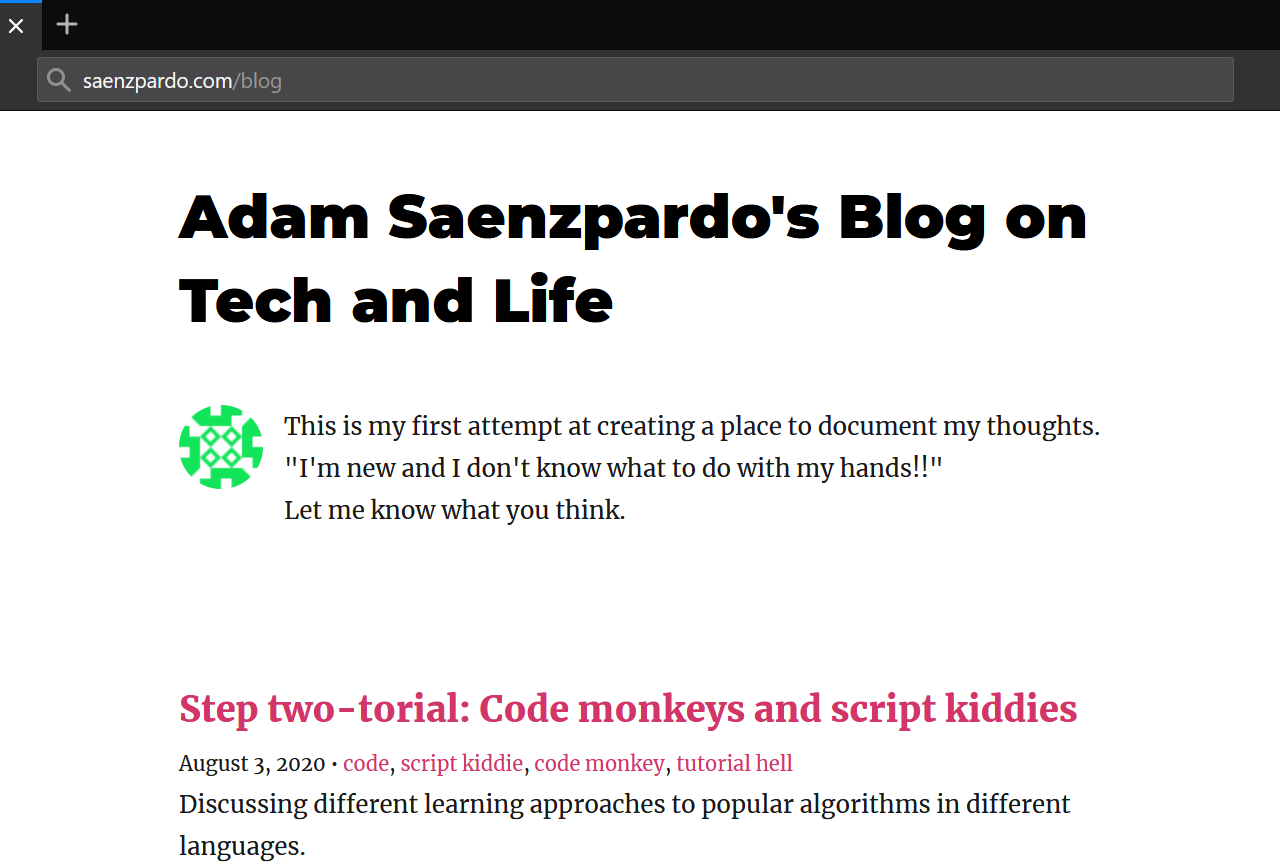 saenzpardo.com/blog
Adam Saenzpardo's Blog on
Tech and Life
This is my first attempt at creating a place to document my thoughts.
"I'm new and I don't know what to do with my hands!!"
Let me know what you think.
Step two-torial: Code monkeys and script kiddies
August 3, 2020 • code, script kiddie, code monkey, tutorial hell
Discussing different learning approaches to popular algorithms in different
languages.